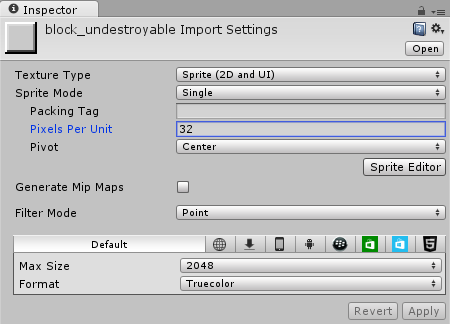 Inspector
block_undestroyable Import Settings
Open
Texture Type Sprite (2D and UI)
Sprite Mode Single
Packing Tag
Pixels Per Unit 32
Pivot Center
Sprite Editor
Generate Mip Maps
Filter Mode Point
Default
Max Size 2048
Format Truecolor
Revert Apply